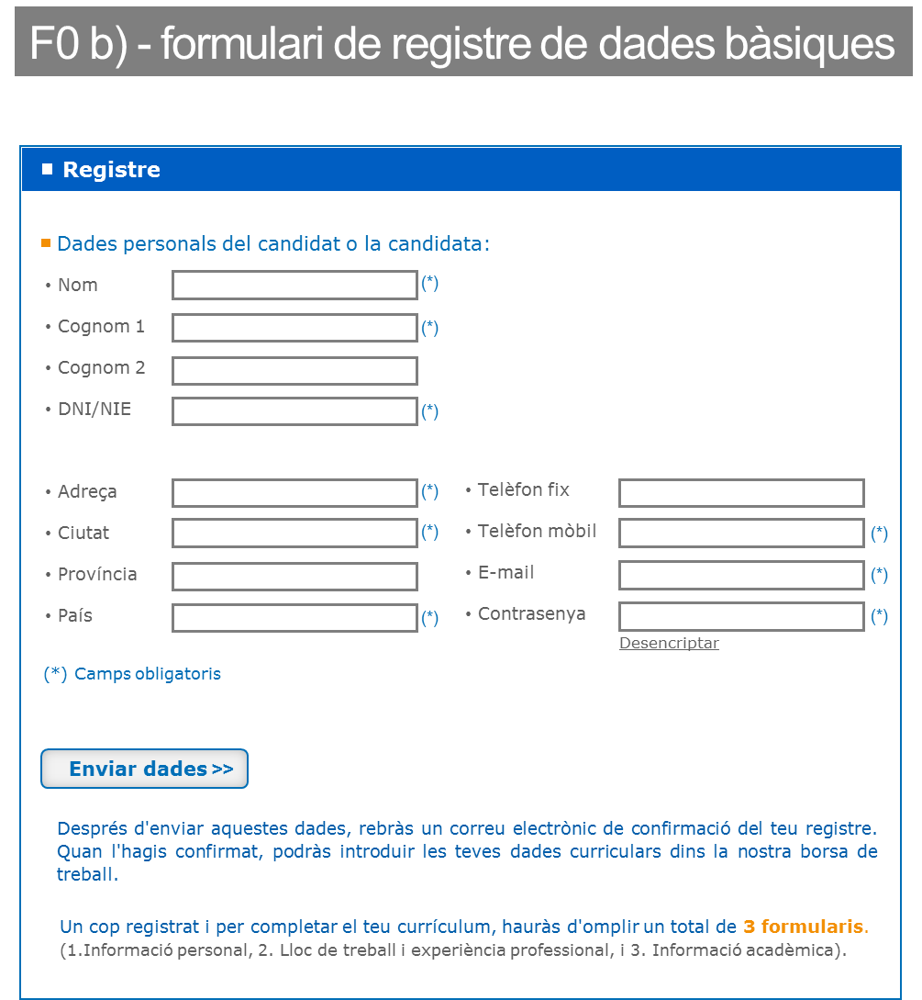 F0 b) - formulari de registre de dades bàsiques
Registre
Dades personals del candidat o la candidata:
• Nom (*)
• Cognom 1 (*)
• Cognom 2
• DNI/NIE (*)
• Adreça (*)
• Ciutat (*)
• Província
• País (*)
• Telèfon fix
• Telèfon mòbil (*)
• E-mail (*)
• Contrasenya (*)
Desencriptar
(*) Camps obligatoris
Enviar dades >>
Després d'enviar aquestes dades, rebràs un correu electrònic de confirmació del teu registre.
Quan l'hagis confirmat, podràs introduir les teves dades curriculars dins la nostra borsa de
treball.
Un cop registrat i per completar el teu currículum, hauràs d'omplir un total de 3 formularis.
(1.Informació personal, 2. Lloc de treball i experiència professional, i 3. Informació acadèmica).